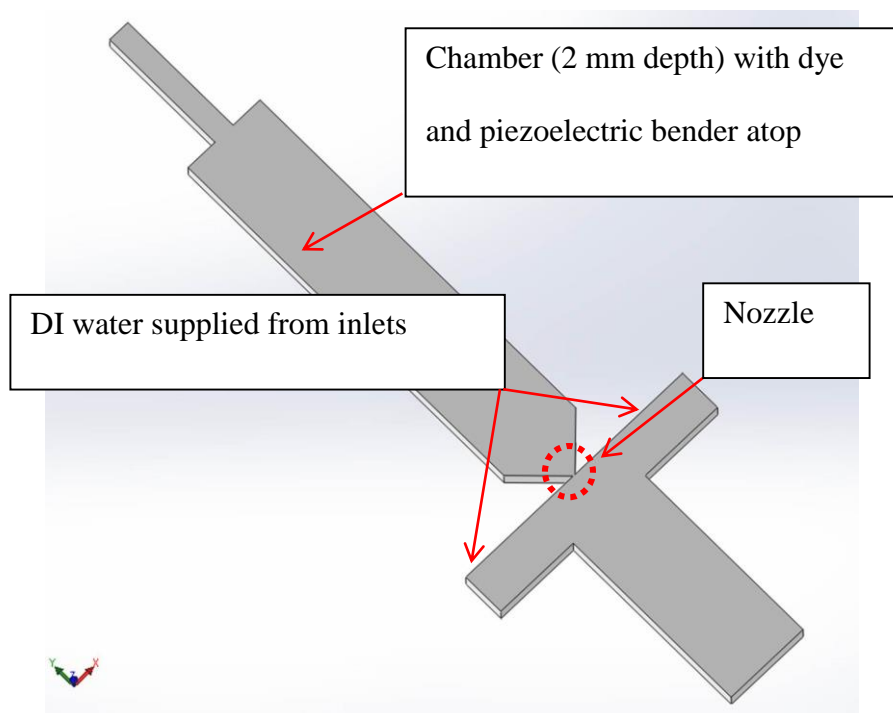 Chamber (2 mm depth) with dye
and piezoelectric bender atop
DI water supplied from inlets
Nozzle
Y
Z
X